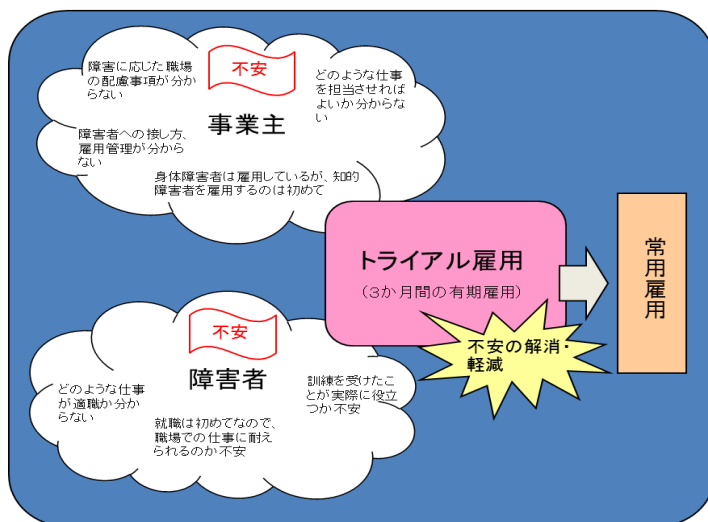 障害に応じた職場
の配慮事項が分か
らない
不安
どのような仕事
を担当させれば
よいか分からな
い
事業主
障害者への接し方、
雇用管理が分から
ない
身体障害者は雇用しているが、知的
障害者を雇用するのは初めて
トライアル雇用
（３か月間の有期雇用）
常用雇用
不安の解消・
軽減
不安
障害者
どのような仕事
が適職か分か
らない
訓練を受けたこ
とが実際に役立
つか不安
就職は初めてなので、
職場での仕事に耐え
られるのか不安